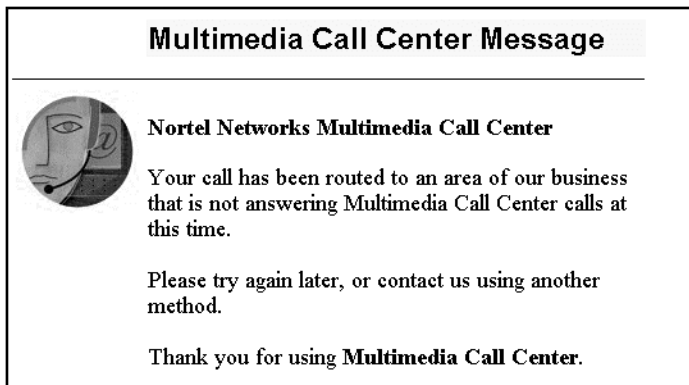 Multimedia Call Center Message
Nortel Networks Multimedia Call Center
Your call has been routed to an area of our business
that is not answering Multimedia Call Center calls at
this time.
Please try again later, or contact us using another
method.
Thank you for using Multimedia Call Center.